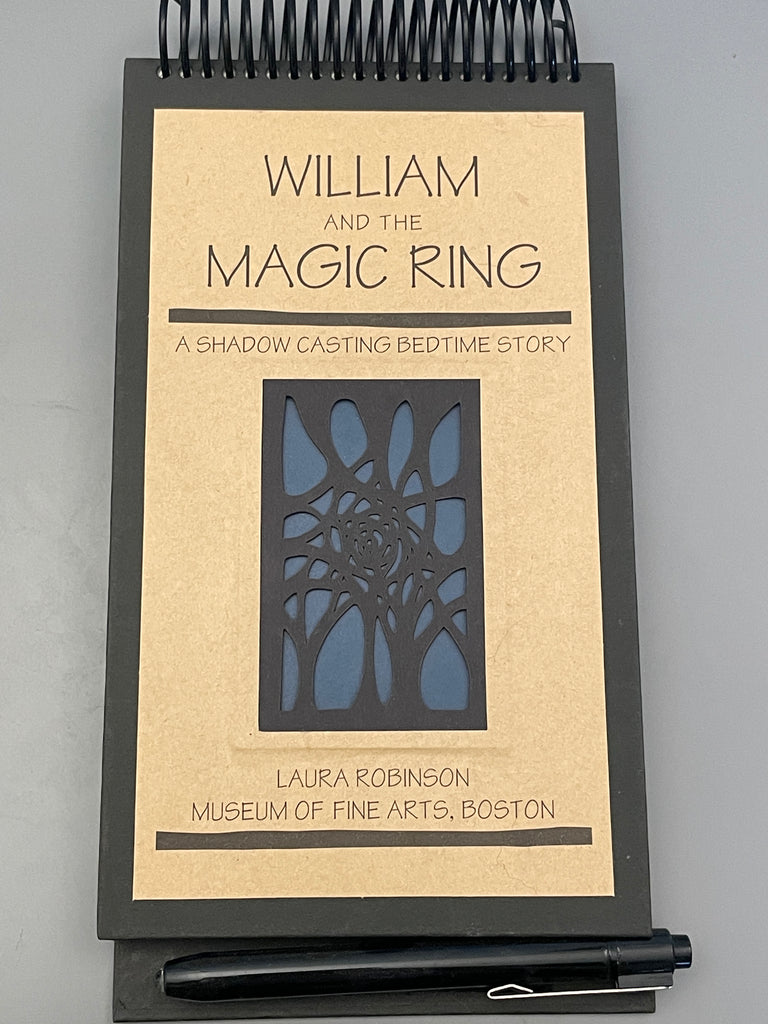 WILLIAM
AND THE
MAGIC RING
A SHADOW CASTING BEDTIME STORY
LAURA ROBINSON
MUSEUM OF FINE ARTS, BOSTON